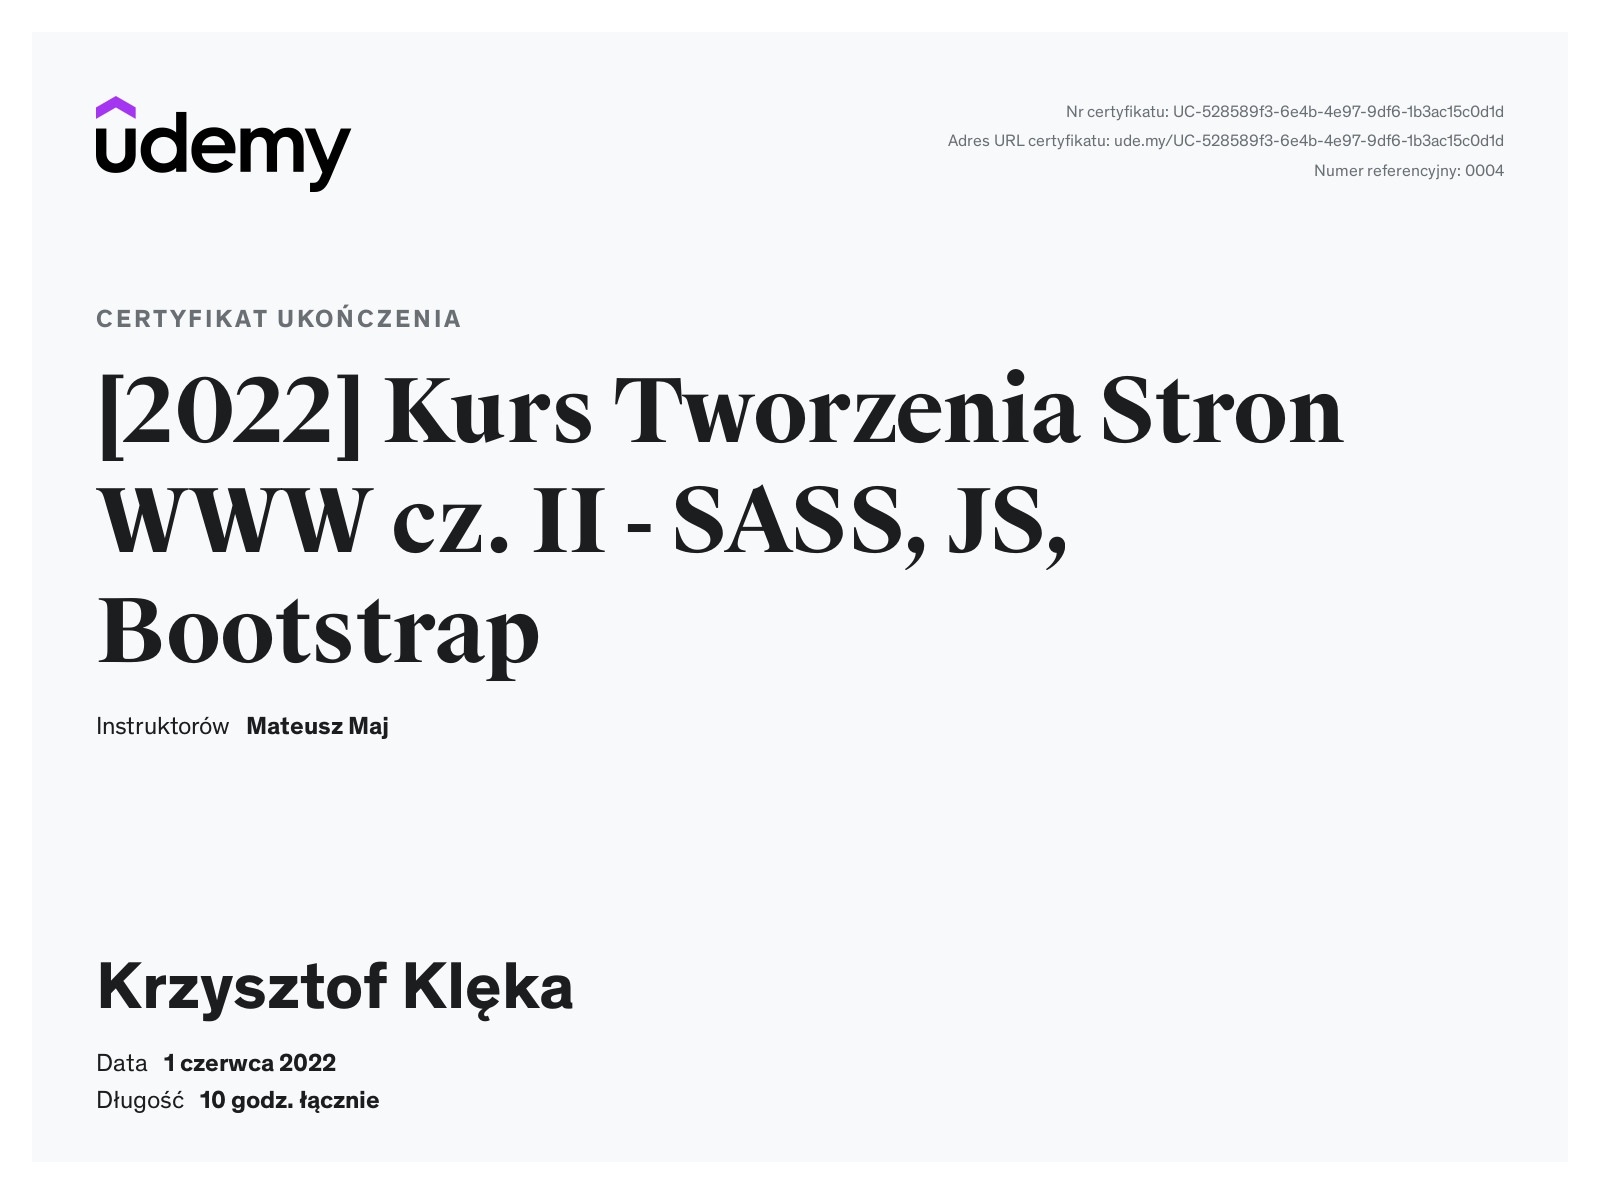 udemy
Nr certyfikatu: UC-528589f3-6e4b-4e97-9df6-1b3ac15c0d1d
Adres URL certyfikatu: ude.my/UC-528589f3-6e4b-4e97-9df6-1b3ac15c0d1d
Numer referencyjny: 0004
CERTYFIKAT UKOŃCZENIA
[2022] Kurs Tworzenia Stron
WWW cz. II - SASS, JS,
Bootstrap
Instruktorów Mateusz Maj
Krzysztof Klęka
Data 1 czerwca 2022
Długość 10 godz. łącznie